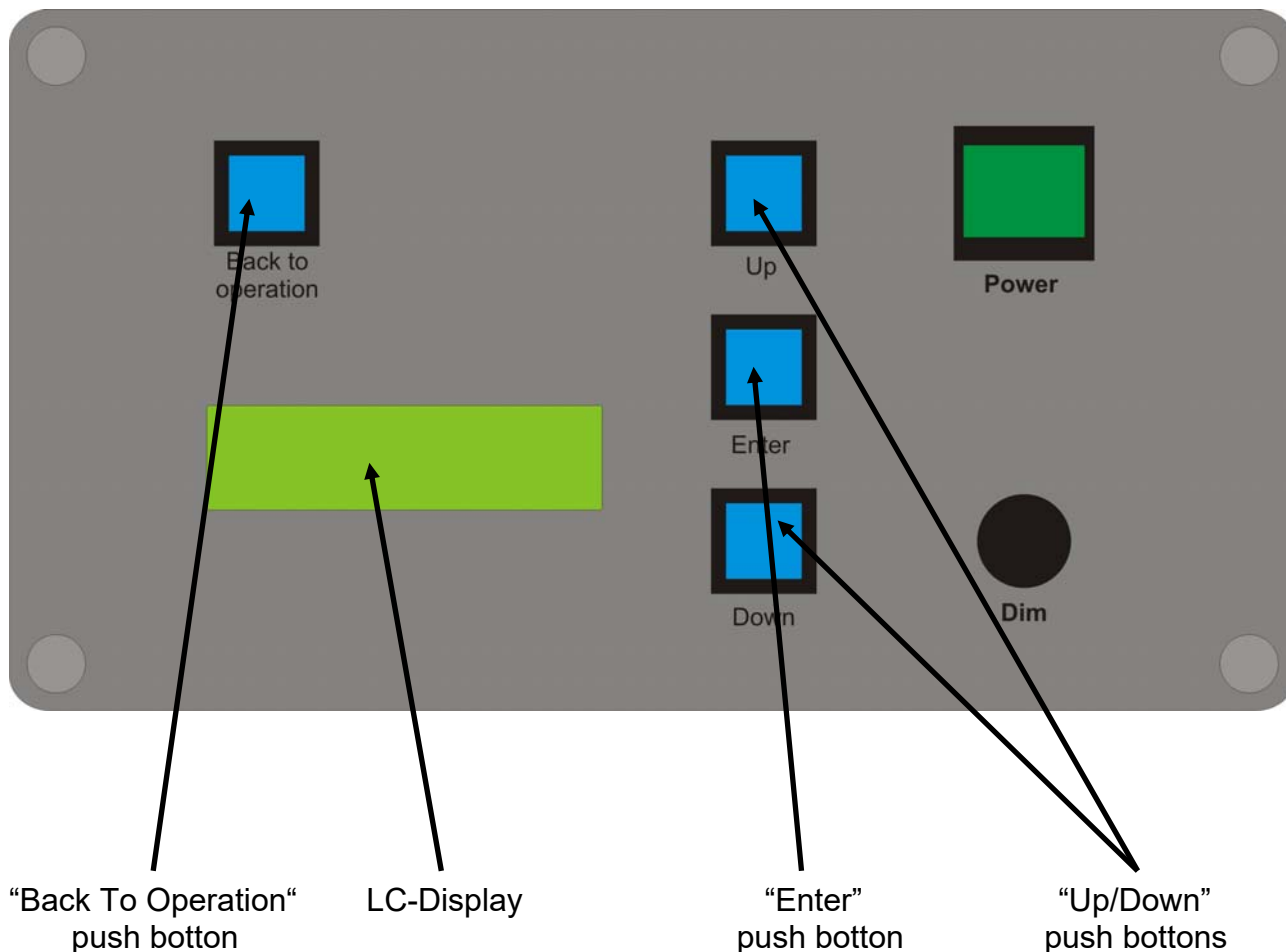 Back to
operation
Up
Power
Enter
Down
Dim
“Back To Operation“
push botton
LC-Display
“Enter”
push botton
“Up/Down”
push bottons